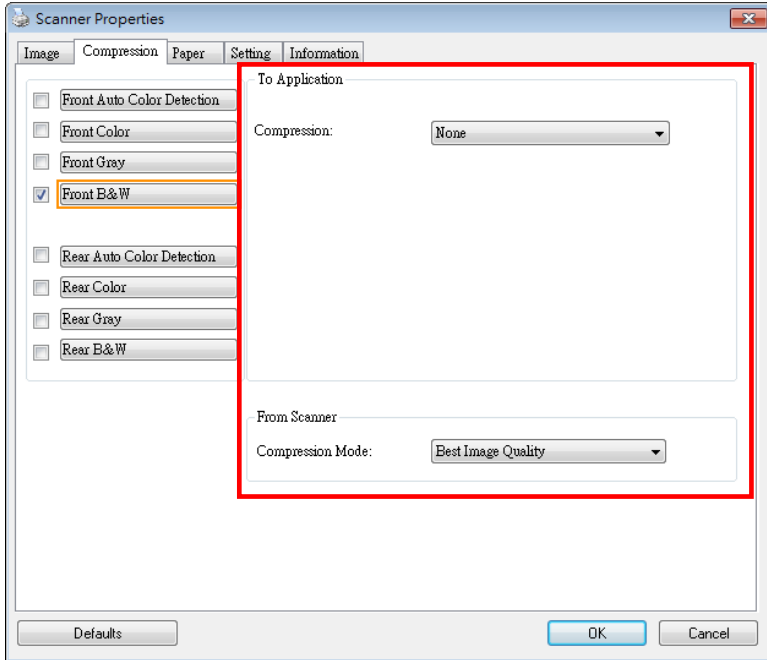 Scanner Properties
Image Compression Paper Setting Information
Front Auto Color Detection
Front Color
Front Gray
Front B&W
Rear Auto Color Detection
Rear Color
Rear Gray
Rear B&W
To Application
Compression: None
From Scanner
Compression Mode: Best Image Quality
Defaults OK Cancel